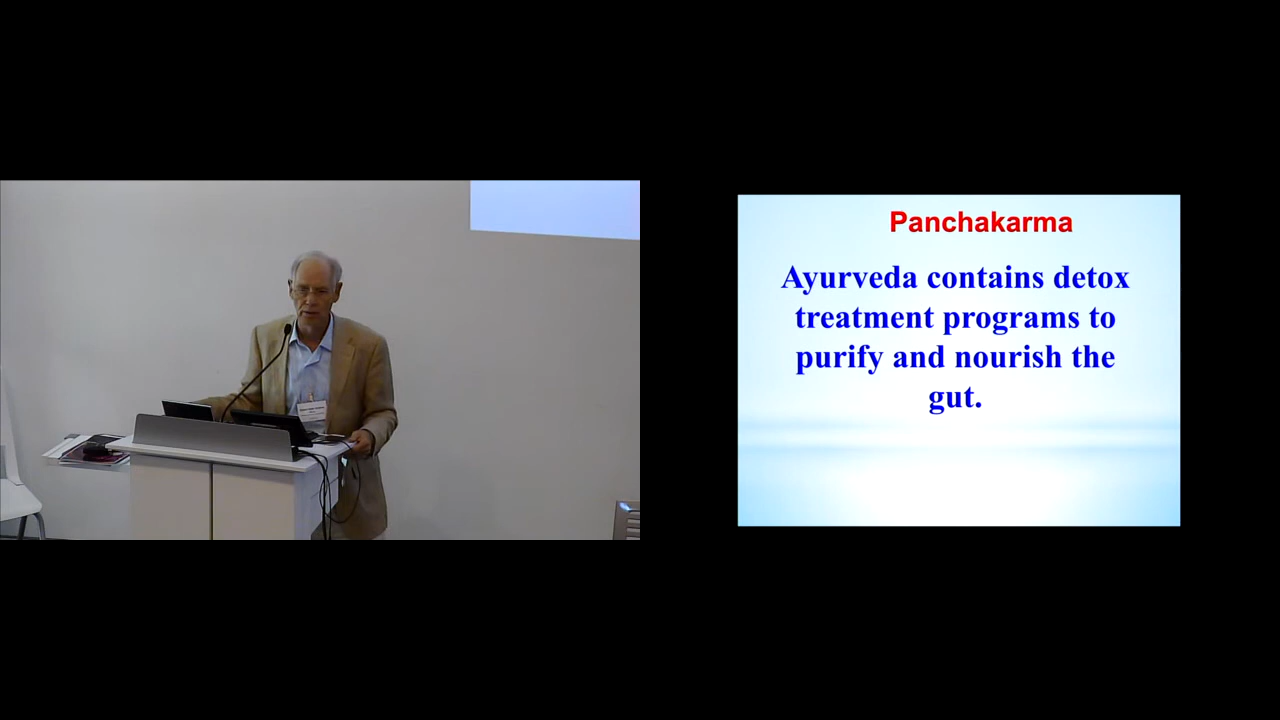 Panchakarma
Ayurveda contains detox
treatment programs to
purify and nourish the
gut.